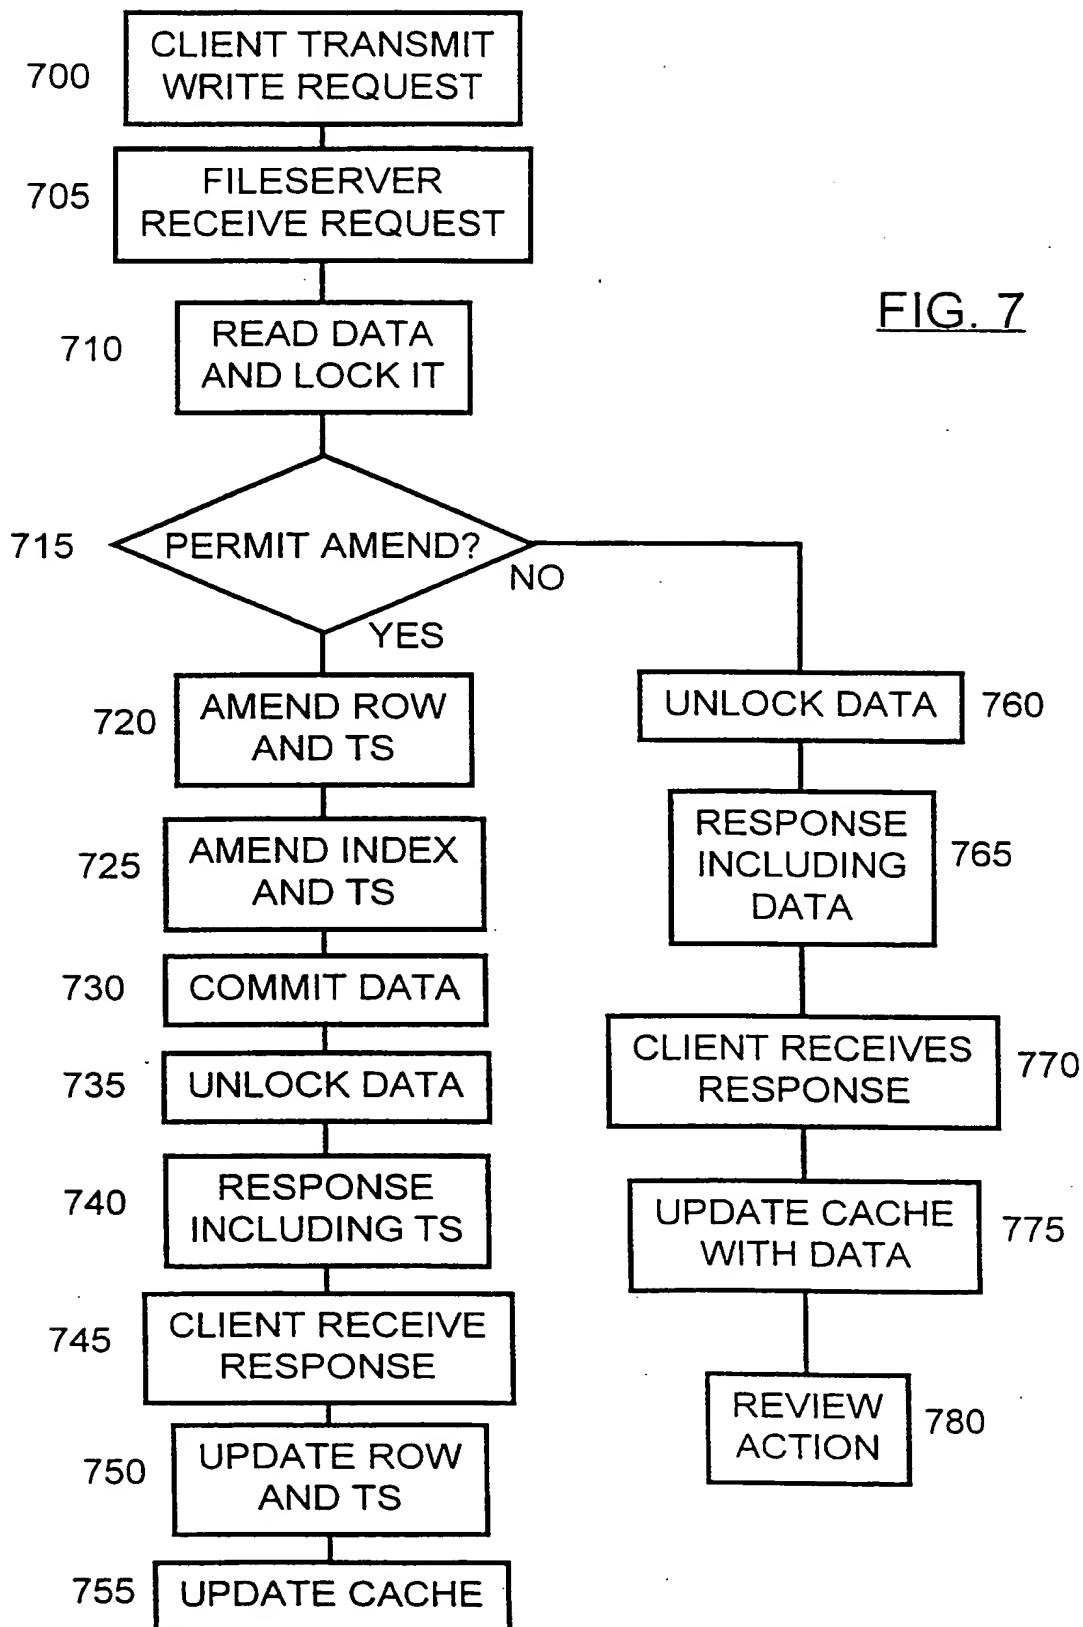 700
CLIENT TRANSMIT
WRITE REQUEST
705
FILESERVER
RECEIVE REQUEST
FIG. 7
710
READ DATA
AND LOCK IT
715
PERMIT AMEND?
NO
YES
720
AMEND ROW
AND TS
725
AMEND INDEX
AND TS
730
COMMIT DATA
735
UNLOCK DATA
740
RESPONSE
INCLUDING TS
745
CLIENT RECEIVE
RESPONSE
750
UPDATE ROW
AND TS
755
UPDATE CACHE
UNLOCK DATA
760
RESPONSE
INCLUDING
DATA
765
CLIENT RECEIVES
RESPONSE
770
UPDATE CACHE
WITH DATA
775
REVIEW
ACTION
780